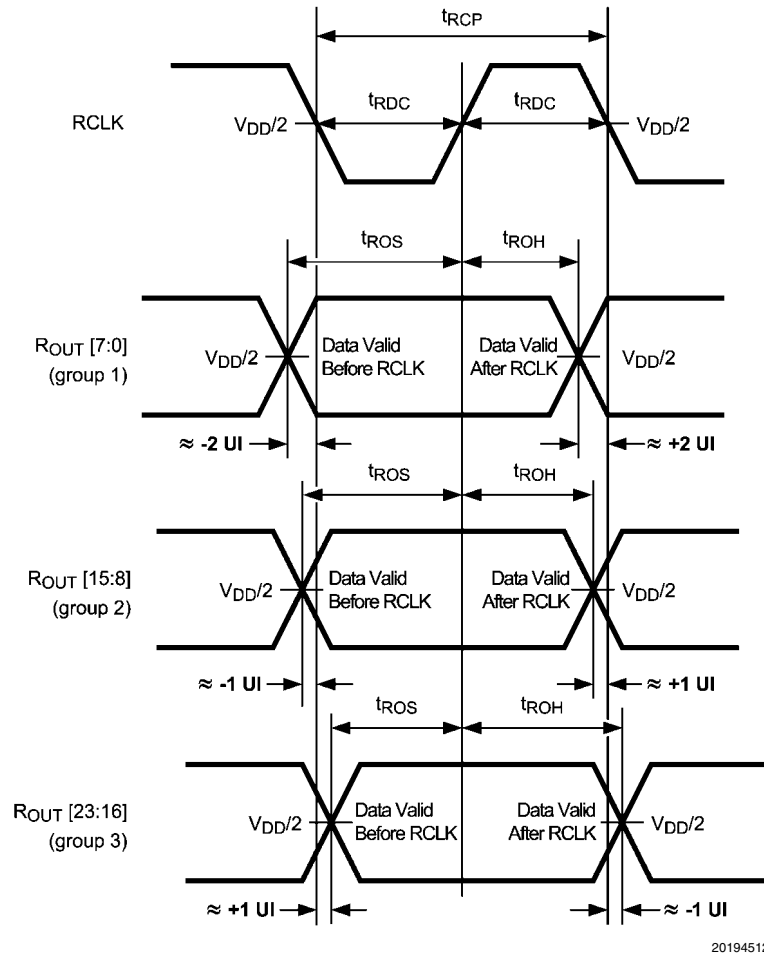 tRCP
RCLK
VDD/2
tRDC
tRDC
VDD/2
tROS
tROH
ROUT [7:0]
(group 1)
VDD/2
Data Valid
Before RCLK
Data Valid
After RCLK
VDD/2
≈ -2 UI
≈ +2 UI
tROS
tROH
ROUT [15:8]
(group 2)
VDD/2
Data Valid
Before RCLK
Data Valid
After RCLK
VDD/2
≈ -1 UI
≈ +1 UI
tROS
tROH
ROUT [23:16]
(group 3)
VDD/2
Data Valid
Before RCLK
Data Valid
After RCLK
VDD/2
≈ +1 UI
≈ -1 UI
20194512